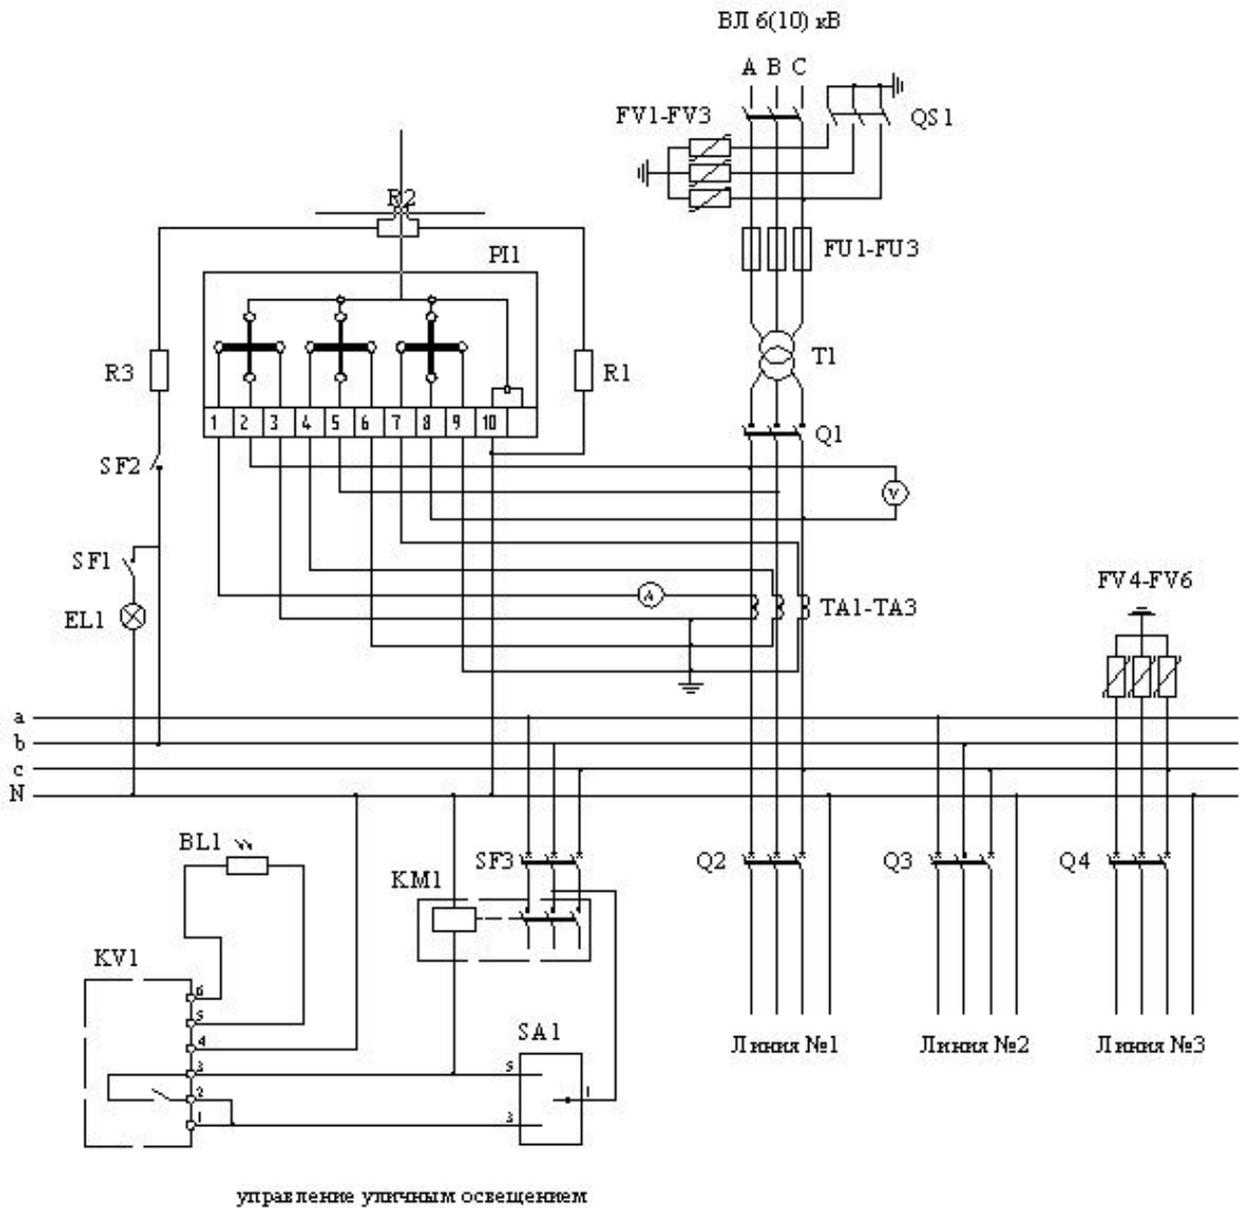 ВЛ 6(10) кВ
A B C
FV1-FV3
QS1
R2
FU1-FU3
PI1
R3
R1
T1
1 2 3 4 5 6 7 8 9 10
Q1
SF2
V
SF1
FV4-FV6
A
TA1-TA3
EL1
a
b
c
N
BL1
SF3
Q2
Q3
Q4
KM1
KV1
6
5
4
SA1
3
5
2
1
1
3
Линия №1
Линия №2
Линия №3
управление уличным освещением